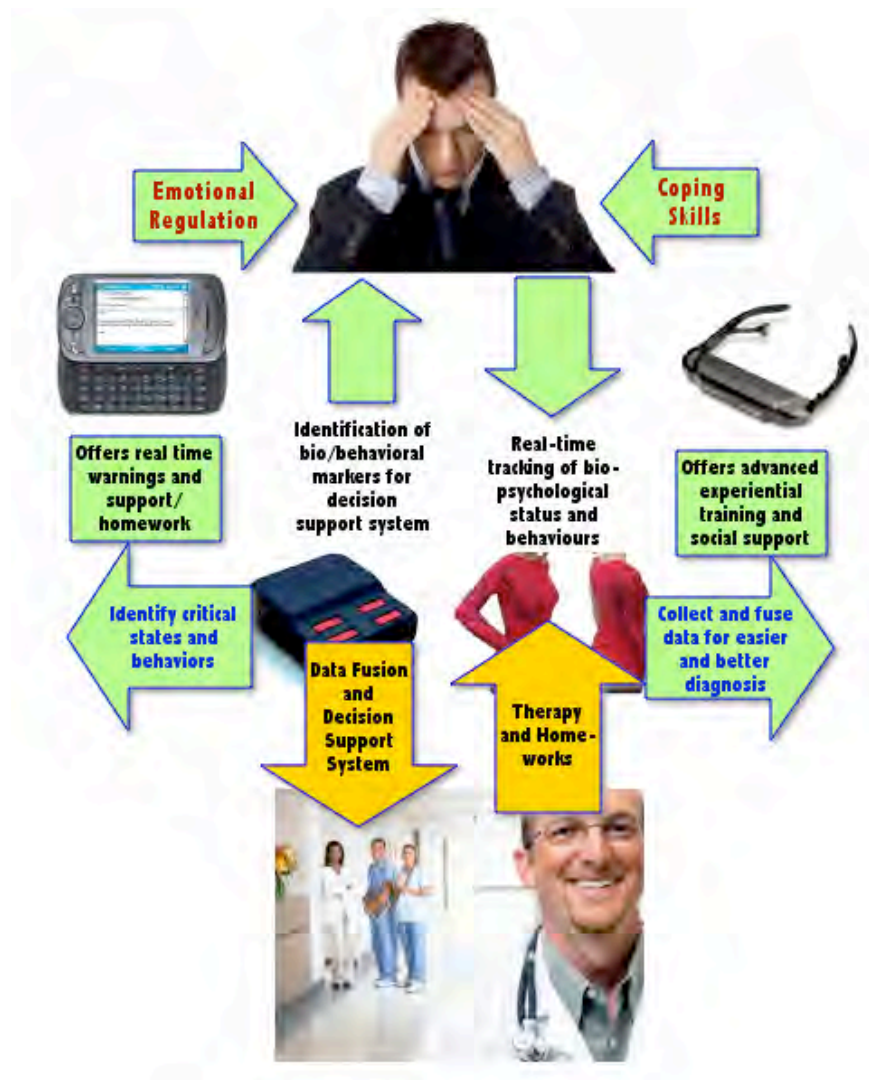 Emotional
Regulation
Coping
Skills
Offers real time
warnings and
support/
homework
Identification of
bio/behavioral
markers for
decision
support system
Real-time
tracking of bio-
psychological
status and
behaviours
Offers advanced
experiential
training and
social support
Identify critical
states and
behaviors
Collect and fuse
data for easier
and better
diagnosis
Data Fusion
and
Decision
Support
System
Therapy
and Home-
works